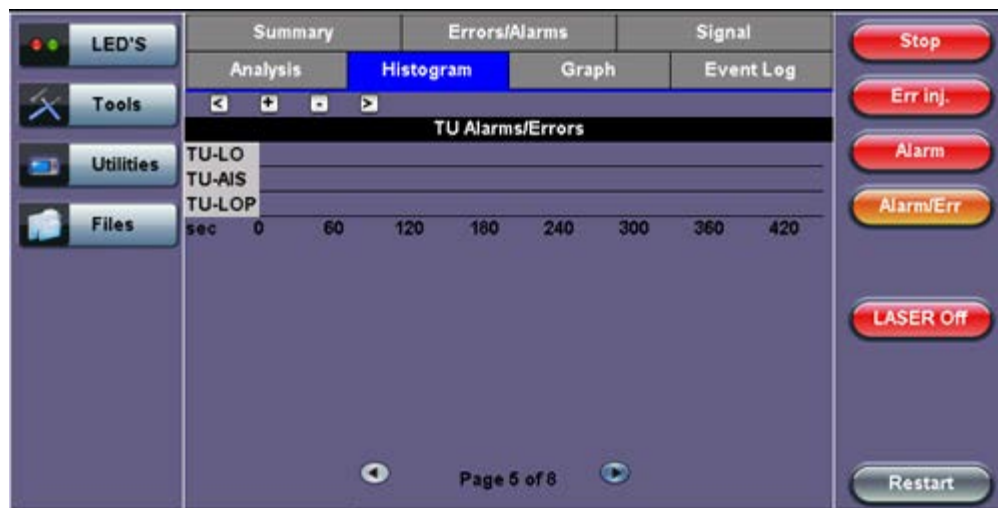 LED'S
Tools
Utilities
Files
Summary Errors/Alarms Signal
Analysis Histogram Graph Event Log
< + - >
TU Alarms/Errors
TU-LO
TU-AIS
TU-LOP
sec 0 60 120 180 240 300 360 420
Page 5 of 8
Stop
Err inj.
Alarm
Alarm/Err
LASER Off
Restart